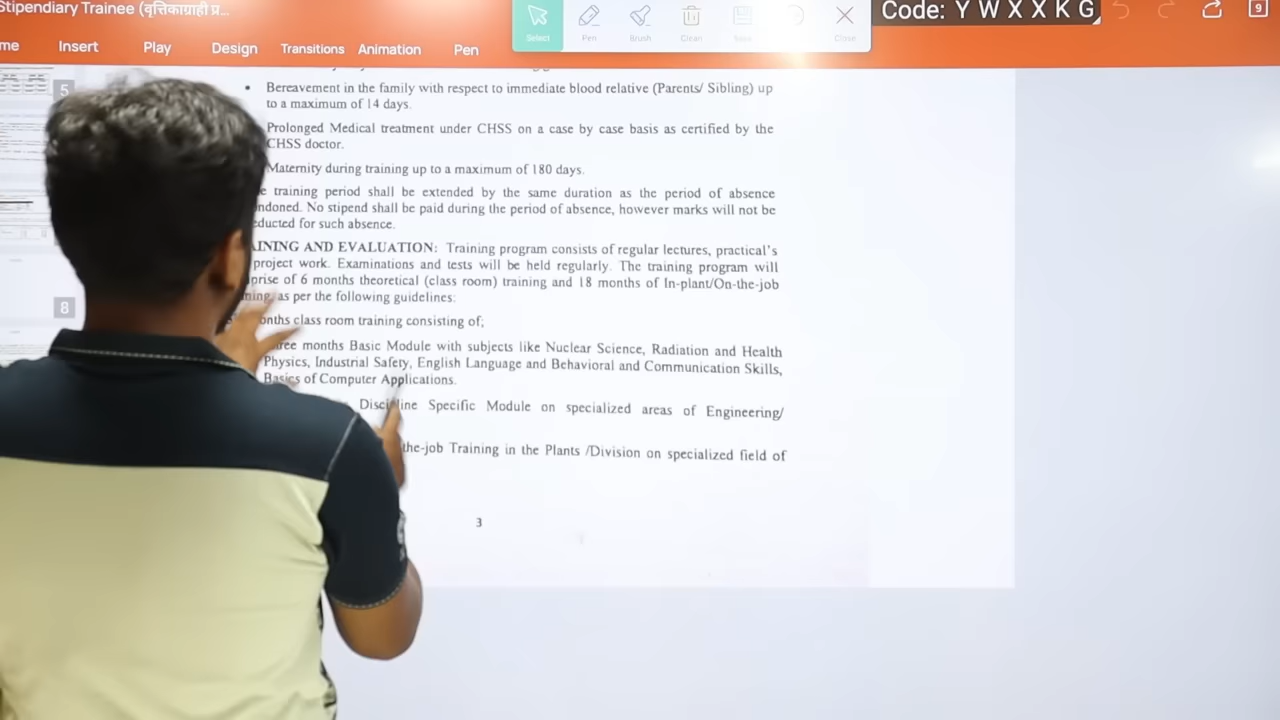 Stipendiary Trainee (वृत्तिकाग्राही प्र...
Code: Y W X X K G
9
me Insert Play Design Transitions Animation Pen
Select Pen Brush Clean Save Close
5
8
• Bereavement in the family with respect to immediate blood relative (Parents/ Sibling) up
to a maximum of 14 days.
Prolonged Medical treatment under CHSS on a case by case basis as certified by the
CHSS doctor.
Maternity during training up to a maximum of 180 days.
e training period shall be extended by the same duration as the period of absence
ndoned. No stipend shall be paid during the period of absence, however marks will not be
ducted for such absence.
INING AND EVALUATION: Training program consists of regular lectures, practical's
project work. Examinations and tests will be held regularly. The training program will
prise of 6 months theoretical (class room) training and 18 months of In-plant/On-the-job
ning, as per the following guidelines:
onths class room training consisting of;
ree months Basic Module with subjects like Nuclear Science, Radiation and Health
Physics, Industrial Safety, English Language and Behavioral and Communication Skills,
Basics of Computer Applications.
Discipline Specific Module on specialized areas of Engineering/
the-job Training in the Plants /Division on specialized field of
3